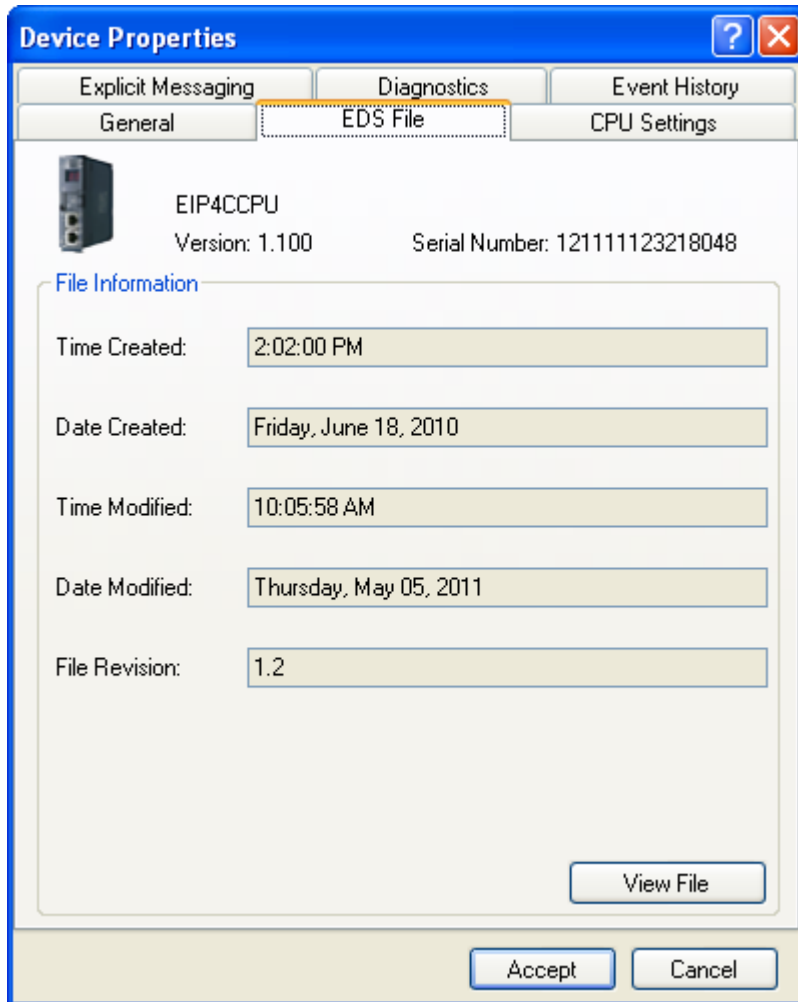 Device Properties
Explicit Messaging Diagnostics Event History
General EDS File CPU Settings
EIP4CCPU
Version: 1.100 Serial Number: 121111123218048
File Information
Time Created: 2:02:00 PM
Date Created: Friday, June 18, 2010
Time Modified: 10:05:58 AM
Date Modified: Thursday, May 05, 2011
File Revision: 1.2
View File
Accept Cancel